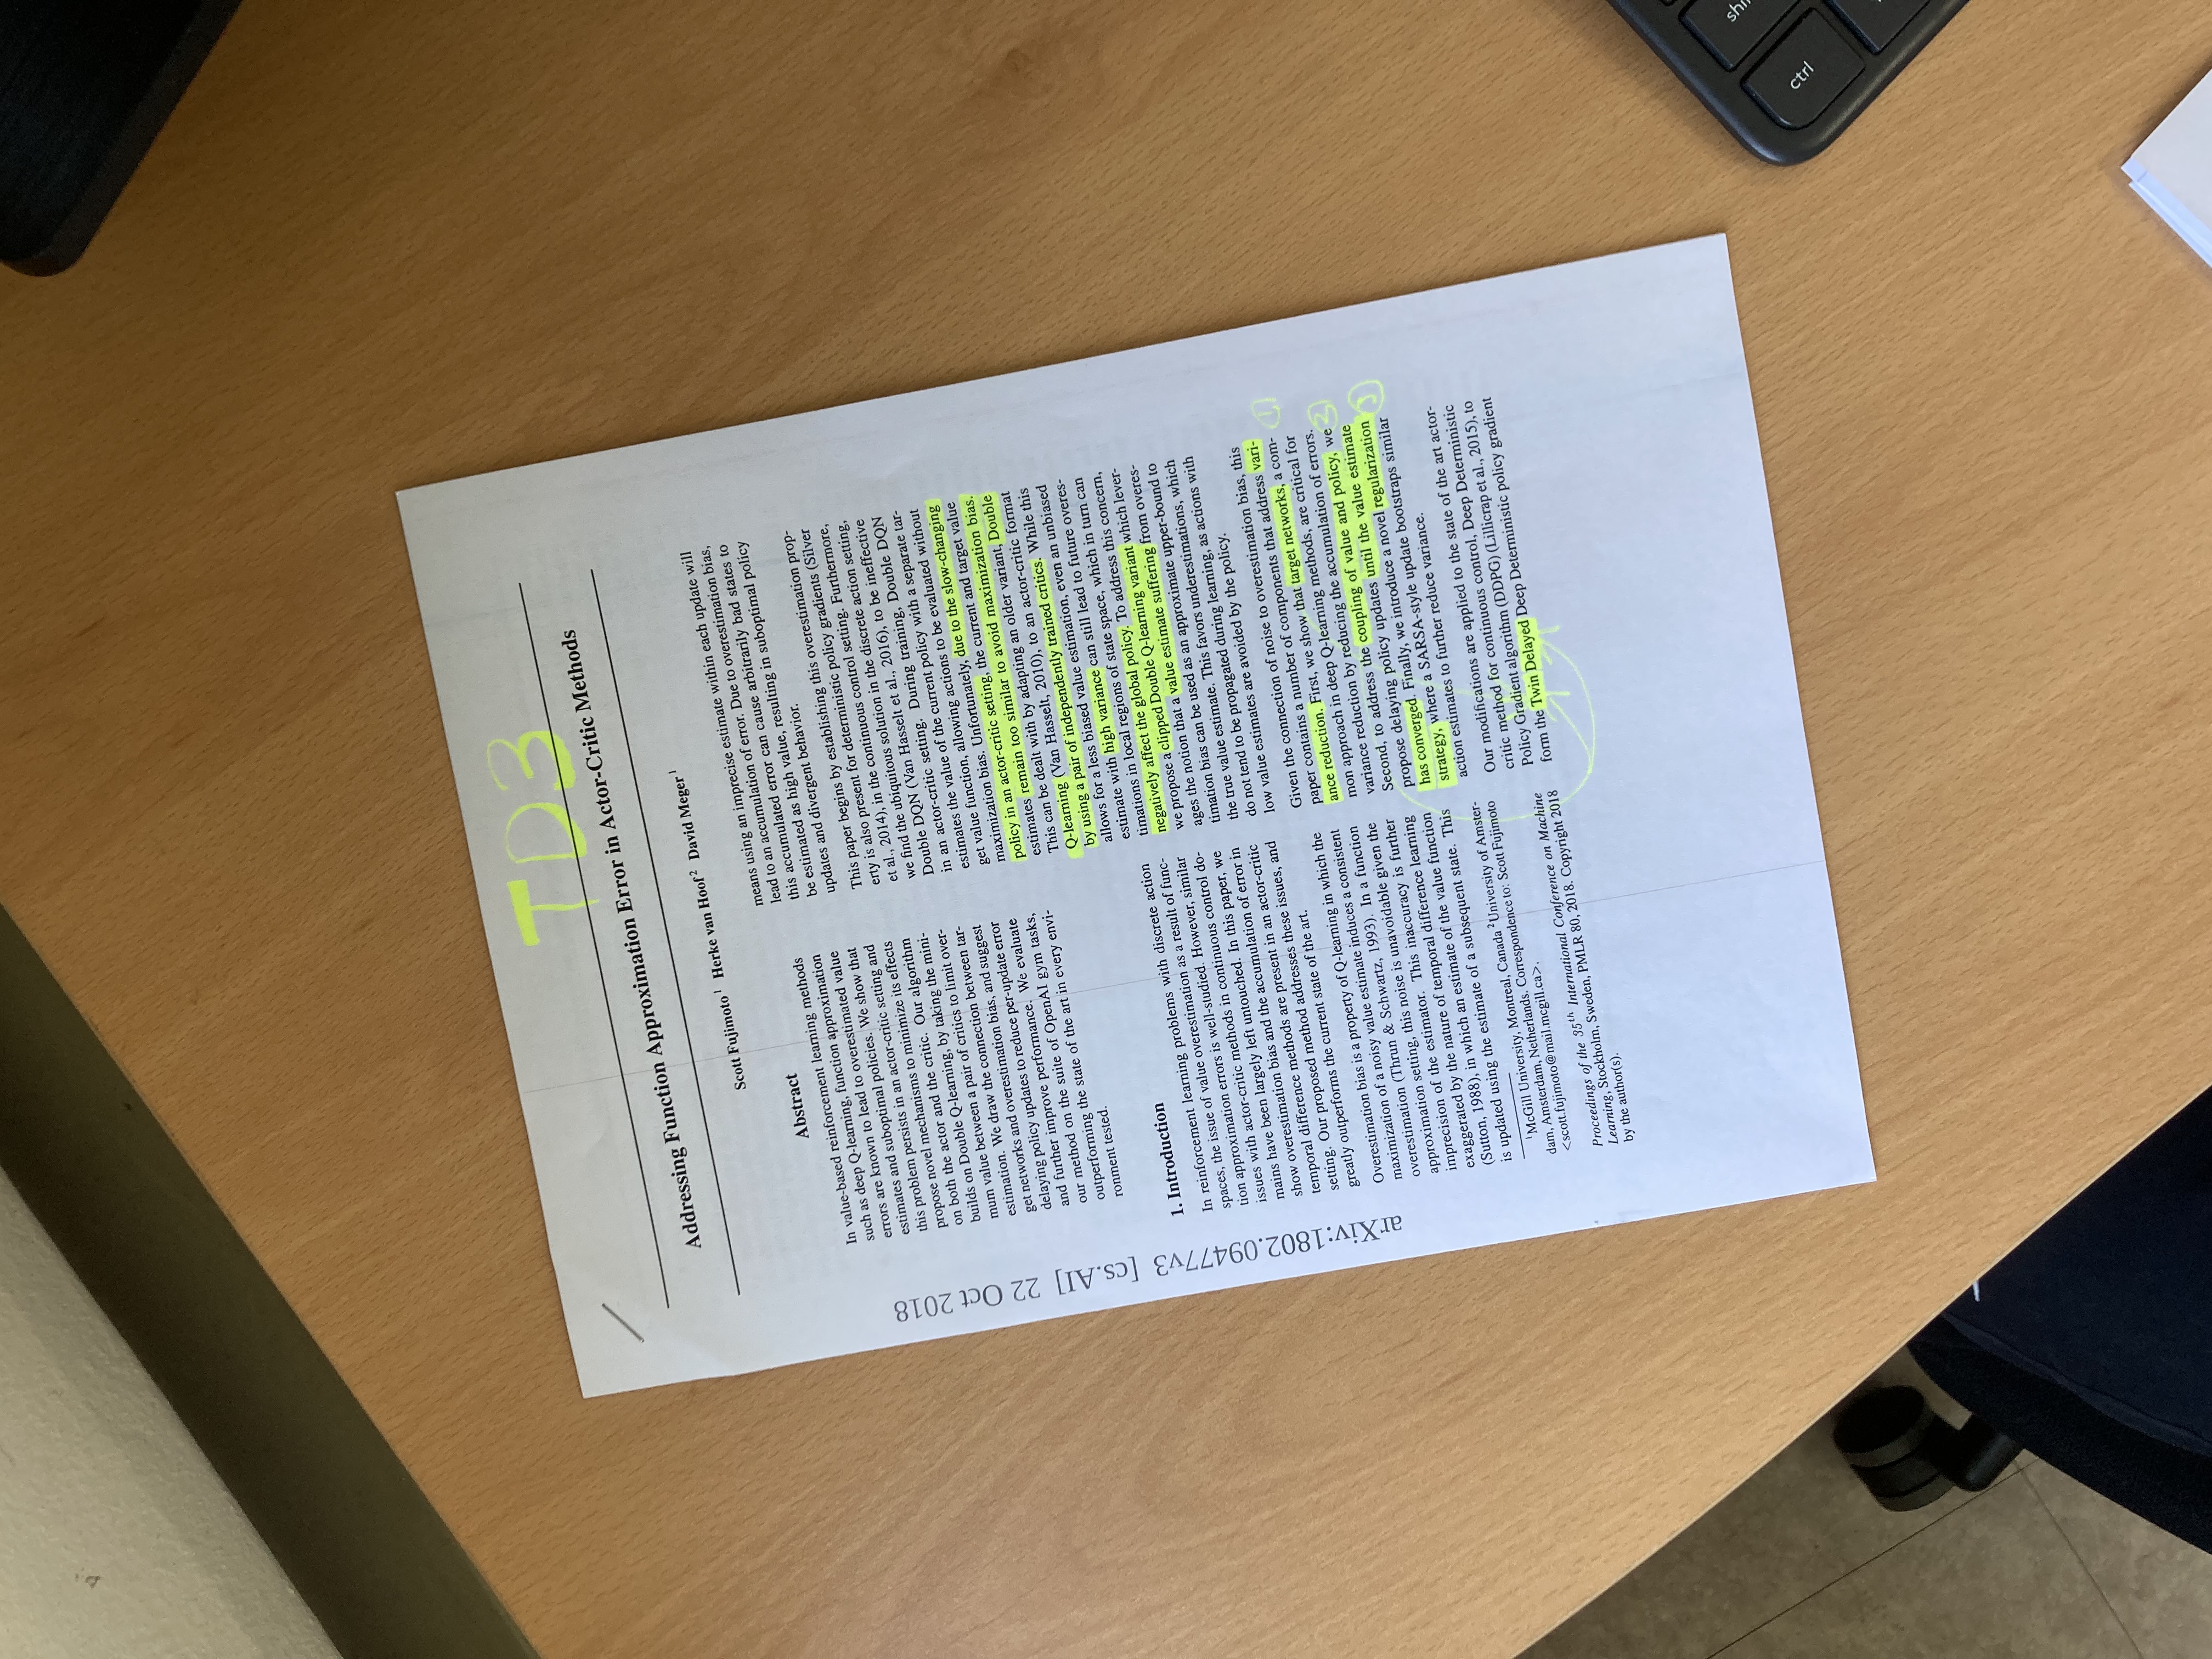 TD3
Addressing Function Approximation Error in Actor-Critic Methods
Scott Fujimoto 1 Herke van Hoof 2 David Meger 1
Abstract
In value-based reinforcement learning methods
such as deep Q-learning, function approximation
errors are known to lead to overestimated value
estimates and suboptimal policies. We show that
this problem persists in an actor-critic setting and
propose novel mechanisms to minimize its effects
on both the actor and the critic. Our algorithm
builds on Double Q-learning, by taking the mini-
mum value between a pair of critics to limit over-
estimation. We draw the connection between tar-
get networks and overestimation bias, and suggest
delaying policy updates to reduce per-update error
and further improve performance. We evaluate
our method on the suite of OpenAI gym tasks,
outperforming the state of the art in every envi-
ronment tested.
1. Introduction
In reinforcement learning problems with discrete action
spaces, the issue of value overestimation as a result of func-
tion approximation errors is well-studied. However, similar
issues with actor-critic methods in continuous control do-
mains have been largely left untouched. In this paper, we
show overestimation bias and the accumulation of error in
temporal difference methods are present in an actor-critic
setting. Our proposed method addresses these issues, and
greatly outperforms the current state of the art.
Overestimation bias is a property of Q-learning in which the
maximization of a noisy value estimate induces a consistent
overestimation (Thrun & Schwartz, 1993). In a function
approximation setting, this noise is unavoidable given the
imprecision of the estimator. This inaccuracy is further
exaggerated by the nature of temporal difference learning
(Sutton, 1988), in which an estimate of the value function
is updated using the estimate of a subsequent state. This
1McGill University, Montreal, Canada 2University of Amster-
dam, Amsterdam, Netherlands. Correspondence to: Scott Fujimoto
<scott.fujimoto@mail.mcgill.ca>.
Proceedings of the 35th International Conference on Machine
Learning, Stockholm, Sweden, PMLR 80, 2018. Copyright 2018
by the author(s).
means using an imprecise estimate within each update will
lead to an accumulation of error. Due to overestimation bias,
this accumulated error can cause arbitrarily bad states to
be estimated as high value, resulting in suboptimal policy
updates and divergent behavior.
This paper begins by establishing this overestimation prop-
erty is also present for deterministic policy gradients (Silver
et al., 2014), in the continuous control setting. Furthermore,
we find the ubiquitous solution in the discrete action setting,
Double DQN (Van Hasselt et al., 2016), to be ineffective
in an actor-critic setting. During training, Double DQN
estimates the value of the current policy with a separate tar-
get value function, allowing actions to be evaluated without
maximization bias. Unfortunately, due to the slow-changing
policy in an actor-critic setting, the current and target value
estimates remain too similar to avoid maximization bias.
This can be dealt with by adapting an older variant, Double
Q-learning (Van Hasselt, 2010), to an actor-critic format
by using a pair of independently trained critics. While this
allows for a less biased value estimation, even an unbiased
estimate with high variance can still lead to future overes-
timations in local regions of state space, which in turn can
negatively affect the global policy. To address this concern,
we propose a clipped Double Q-learning variant which lever-
ages the notion that a value estimate suffering from overes-
timation bias can be used as an approximate upper-bound to
the true value estimate. This favors underestimations, which
do not tend to be propagated during learning, as actions with
low value estimates are avoided by the policy.
Given the connection of noise to overestimation bias, this
paper contains a number of components that address vari-
ance reduction. First, we show that target networks, a com-
mon approach in deep Q-learning methods, are critical for
variance reduction by reducing the accumulation of errors.
Second, to address the coupling of value and policy, we
propose delaying policy updates until the value estimate
has converged. Finally, we introduce a novel regularization
strategy, where a SARSA-style update bootstraps similar
action estimates to further reduce variance.
Our modifications are applied to the state of the art actor-
critic method for continuous control, Deep Deterministic
Policy Gradient algorithm (DDPG) (Lillicrap et al., 2015), to
form the Twin Delayed Deep Deterministic policy gradient
arXiv:1802.09477v3 [cs.AI] 22 Oct 2018
ctrl